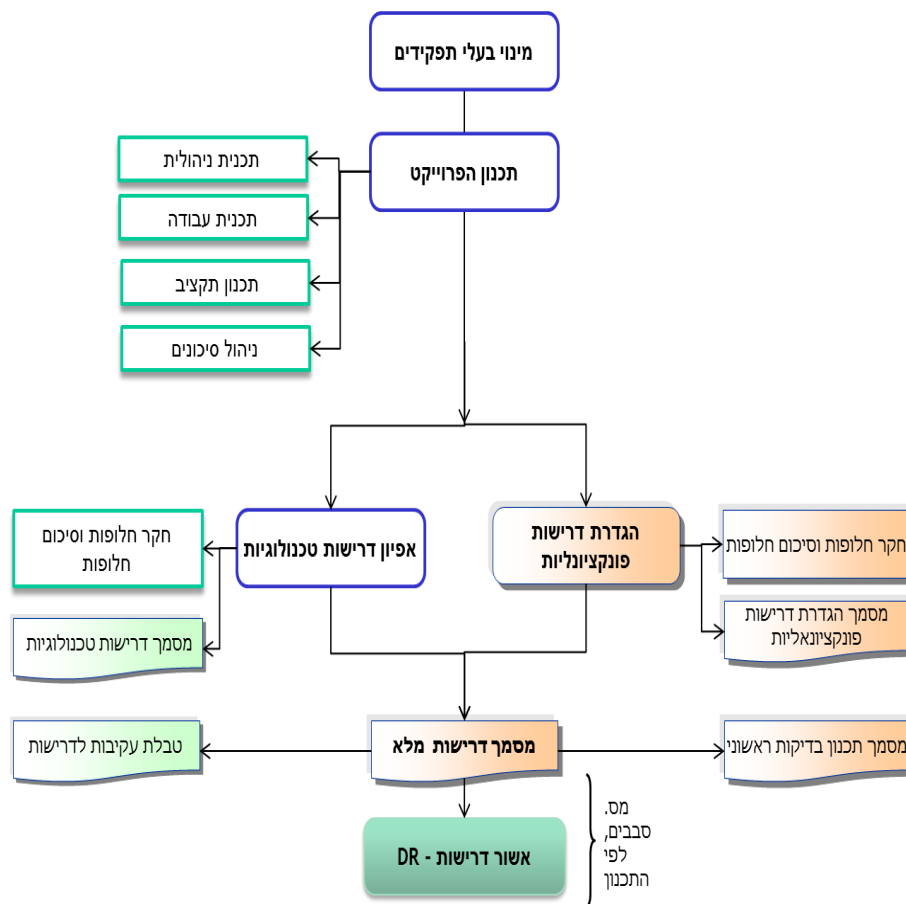 מינוי בעלי תפקידים
תכנון הפרוייקט
תכנית ניהולית
תכנית עבודה
תכנון תקציב
ניהול סיכונים
הגדרת דרישות
פונקציונליות
אפיון דרישות טכנולוגיות
חקר חלופות וסיכום חלופות
מסמך הגדרת דרישות
פונקציונאליות
חקר חלופות וסיכום
חלופות
מסמך דרישות טכנולוגיות
מסמך תכנון בדיקות ראשוני
מסמך דרישות מלא
טבלת עקיבות לדרישות
מס.
סבבים,
לפי
התכנון
אשור דרישות - DR